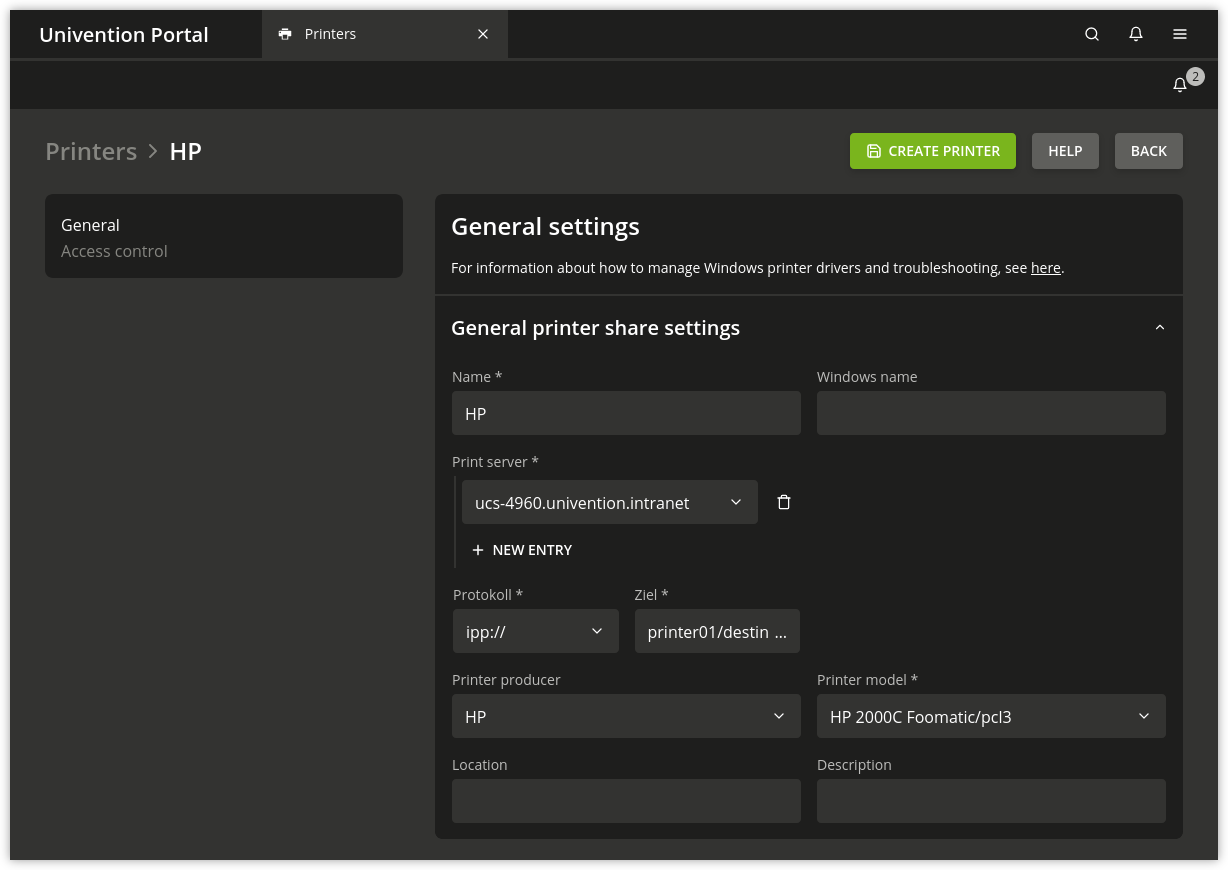 Univention Portal
Printers
2
Printers > HP
CREATE PRINTER
HELP
BACK
General
Access control
General settings
For information about how to manage Windows printer drivers and troubleshooting, see here.
General printer share settings
Name *
Windows name
HP
Print server *
ucs-4960.univention.intranet
+ NEW ENTRY
Protokoll *
Ziel *
ipp://
printer01/destin ...
Printer producer
Printer model *
HP
HP 2000C Foomatic/pcl3
Location
Description